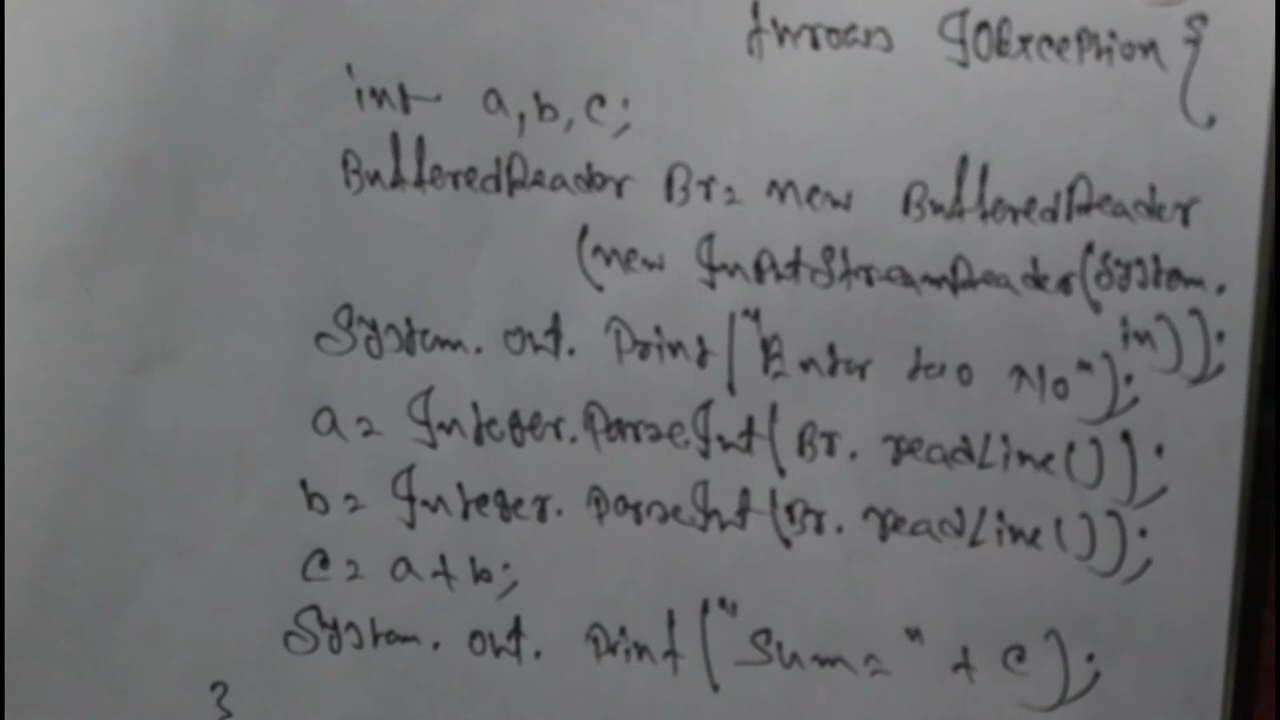 throws IOException {
int a, b, c;
BufferedReader Br = new BufferedReader
(new InputStreamReader(System.
in));
System. out. Print("Enter two No");
a = Integer.ParseInt(Br. readLine());
b = Integer. ParseInt(Br. readLine());
c = a + b;
System. out. Print("Sum = " + c);
}